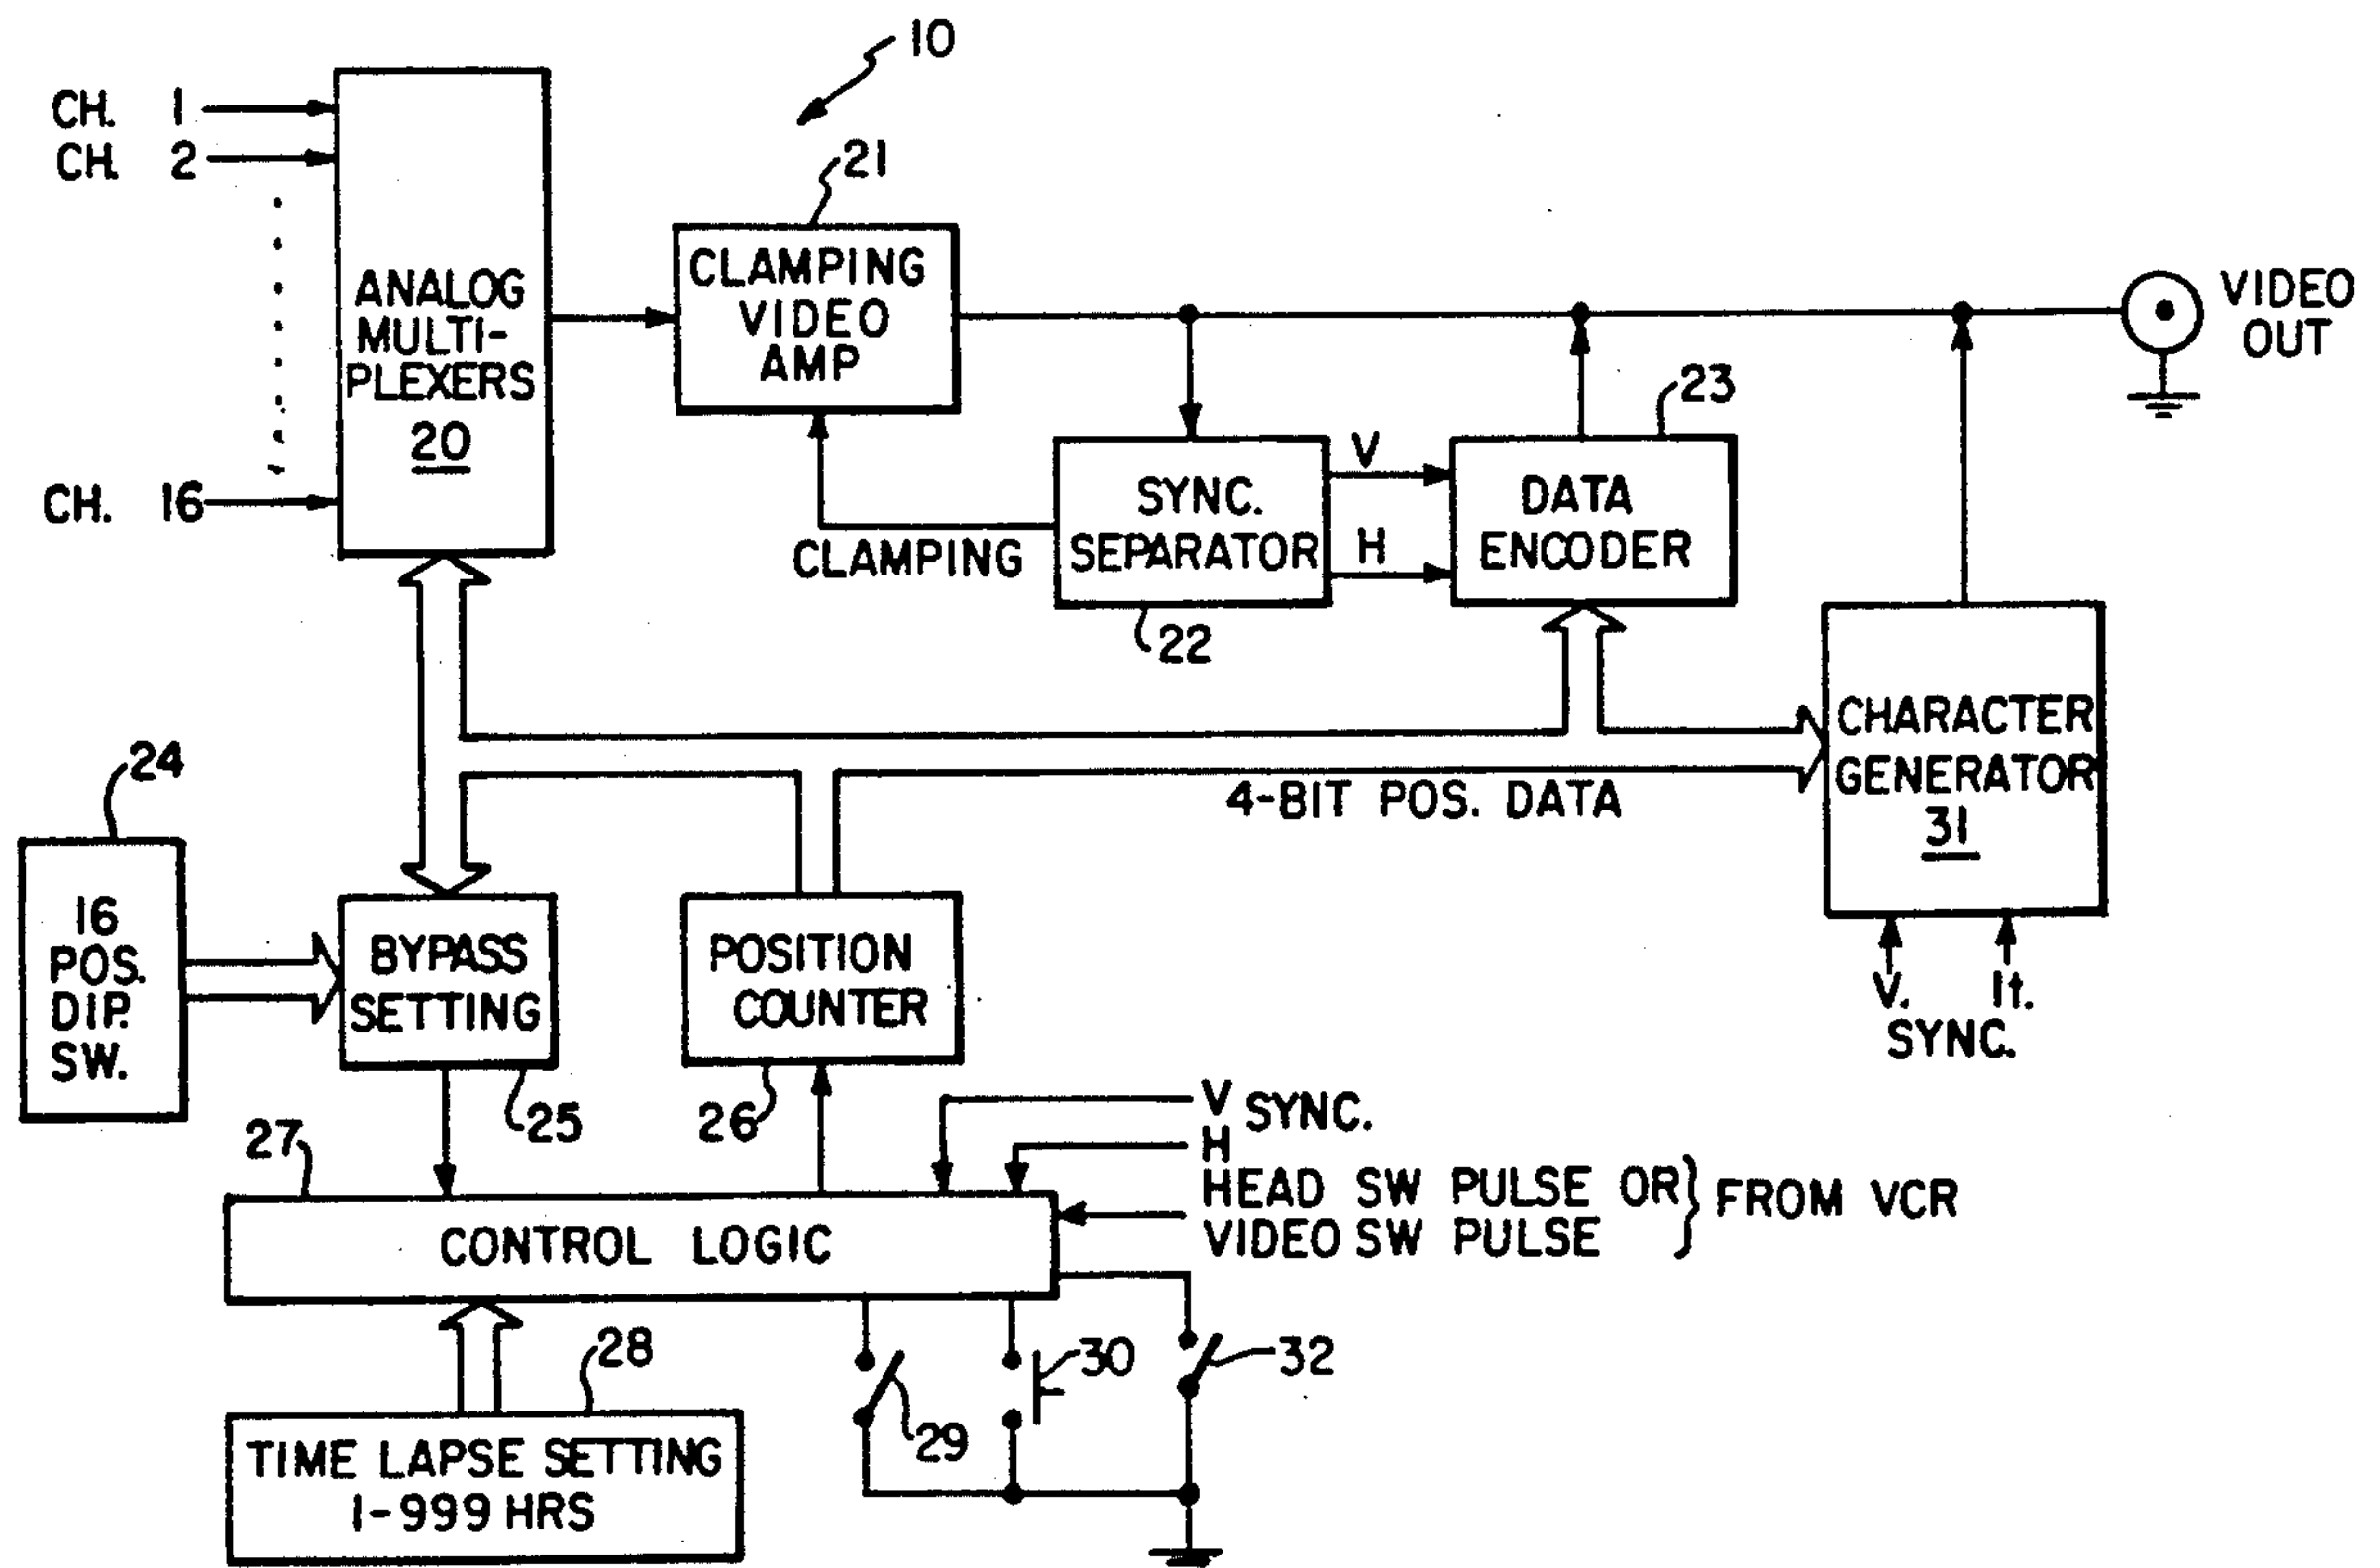 10
CH. 1
CH. 2
CH. 16
ANALOG
MULTI-
PLEXERS
20
21
CLAMPING
VIDEO
AMP
VIDEO
OUT
23
SYNC.
SEPARATOR
22
V
H
DATA
ENCODER
CLAMPING
CHARACTER
GENERATOR
31
V. It.
SYNC.
4-BIT POS. DATA
24
16
POS.
DIP.
SW.
BYPASS
SETTING
25
POSITION
COUNTER
26
27
CONTROL LOGIC
V SYNC.
H
HEAD SW PULSE OR
VIDEO SW PULSE
} FROM VCR
28
TIME LAPSE SETTING
1-999 HRS
29
30
32